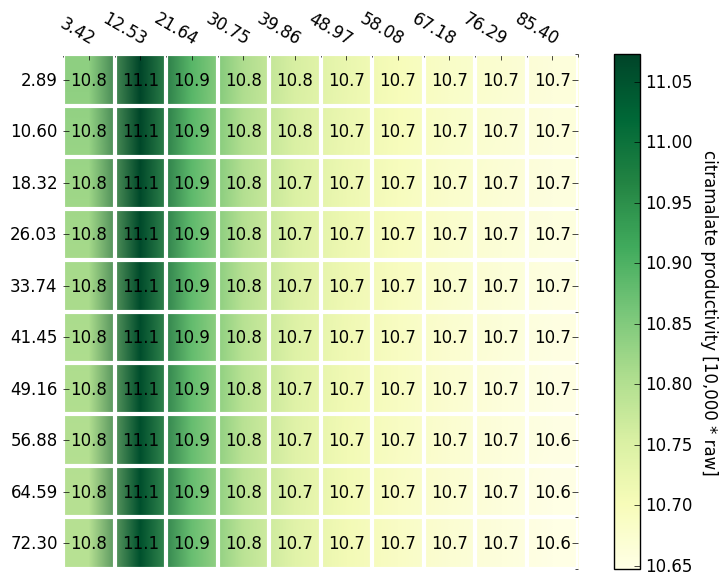 3.42 12.53 21.64 30.75 39.86 48.97 58.08 67.18 76.29 85.40
2.89 10.8 11.1 10.9 10.8 10.8 10.7 10.7 10.7 10.7 10.7
10.60 10.8 11.1 10.9 10.8 10.8 10.7 10.7 10.7 10.7 10.7
18.32 10.8 11.1 10.9 10.8 10.7 10.7 10.7 10.7 10.7 10.7
26.03 10.8 11.1 10.9 10.8 10.7 10.7 10.7 10.7 10.7 10.7
33.74 10.8 11.1 10.9 10.8 10.7 10.7 10.7 10.7 10.7 10.7
41.45 10.8 11.1 10.9 10.8 10.7 10.7 10.7 10.7 10.7 10.7
49.16 10.8 11.1 10.9 10.8 10.7 10.7 10.7 10.7 10.7 10.7
56.88 10.8 11.1 10.9 10.8 10.7 10.7 10.7 10.7 10.7 10.6
64.59 10.8 11.1 10.9 10.8 10.7 10.7 10.7 10.7 10.7 10.6
72.30 10.8 11.1 10.9 10.8 10.7 10.7 10.7 10.7 10.7 10.6
11.05
11.00
10.95
10.90
10.85
10.80
10.75
10.70
10.65
citramalate productivity [10,000 * raw]